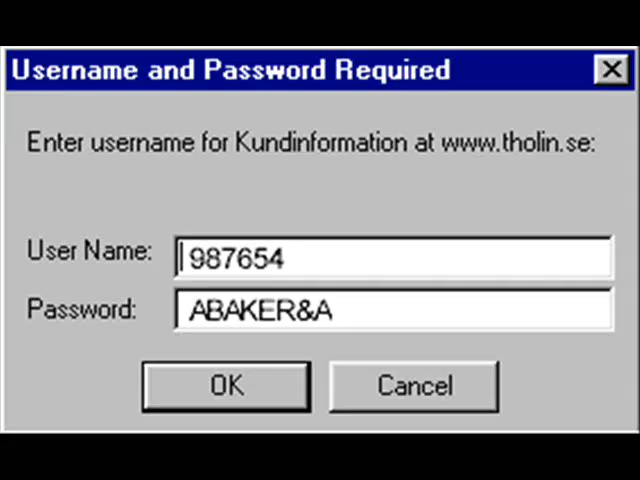 Username and Password Required
Enter username for Kundinformation at www.tholin.se:
User Name: 987654
Password: ABAKER&A
OK Cancel